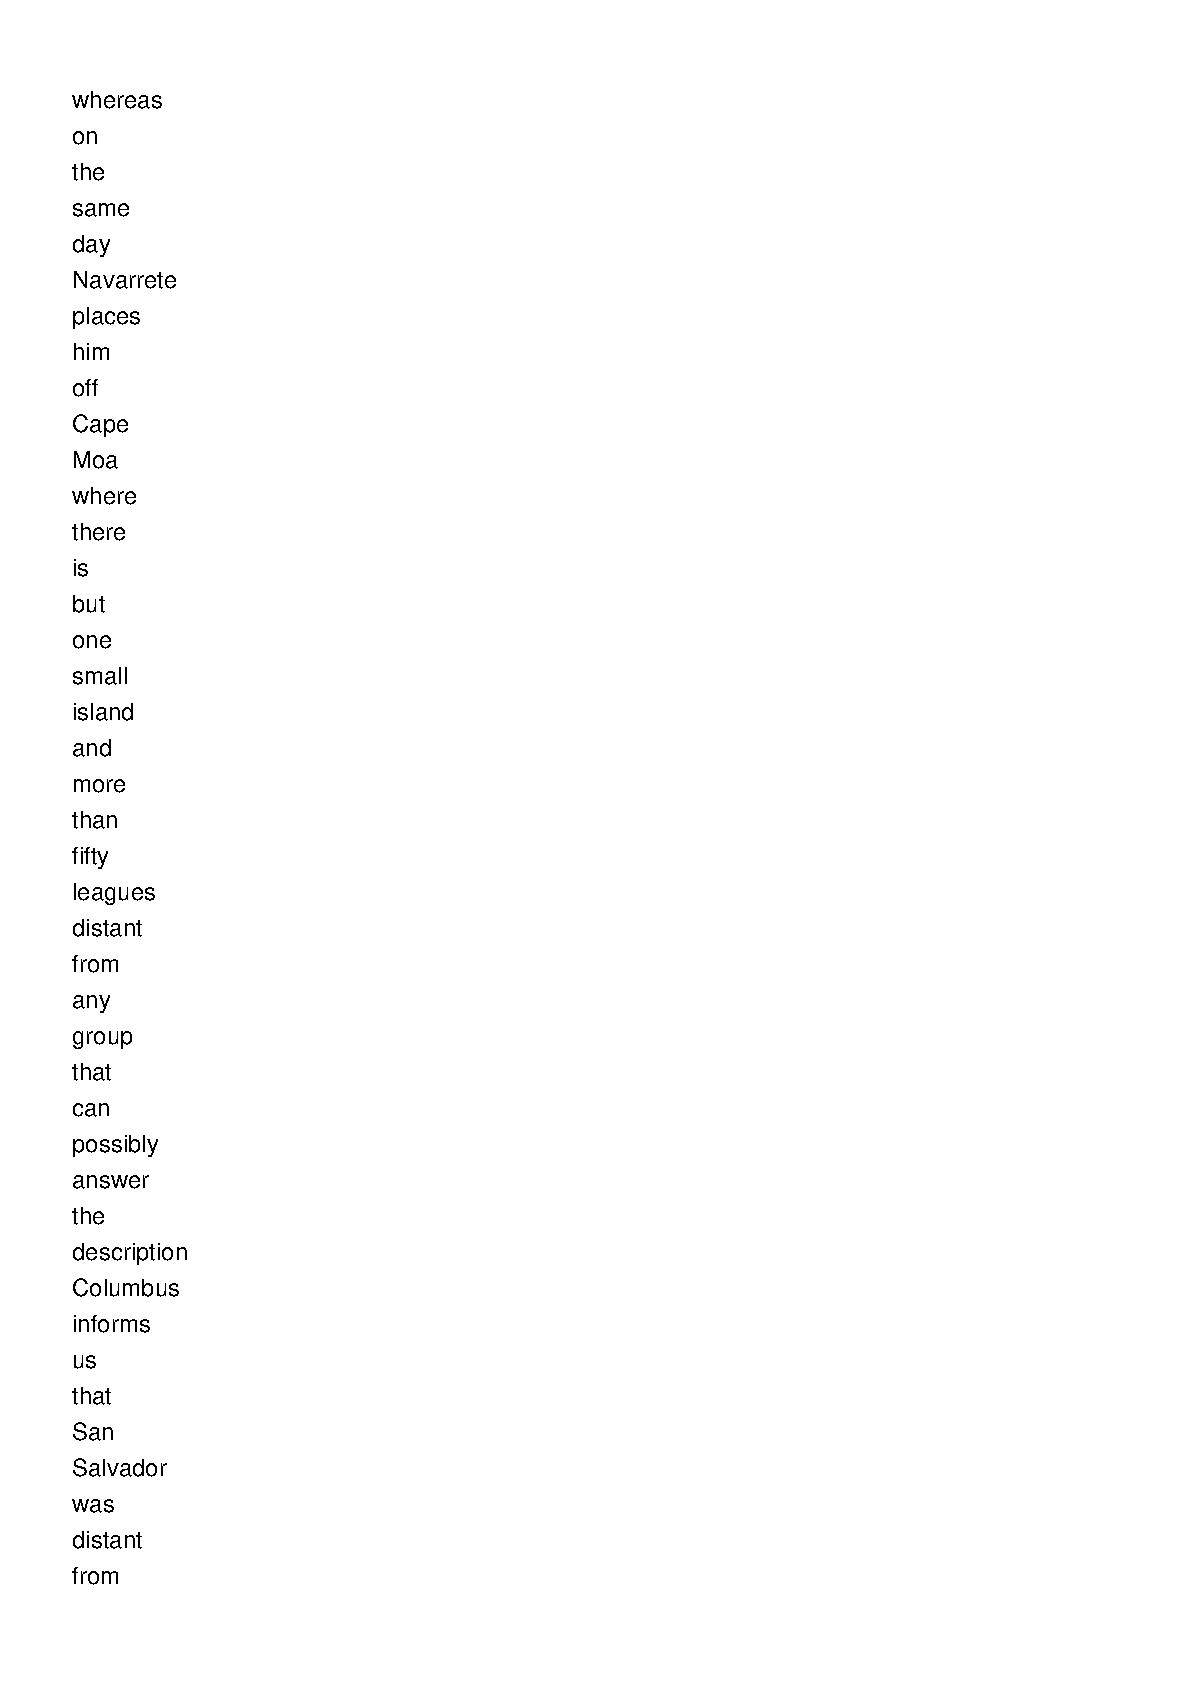 whereas
on
the
same
day
Navarrete
places
him
off
Cape
Moa
where
there
is
but
one
small
island
and
more
than
fifty
leagues
distant
from
any
group
that
can
possibly
answer
the
description
Columbus
informs
us
that
San
Salvador
was
distant
from